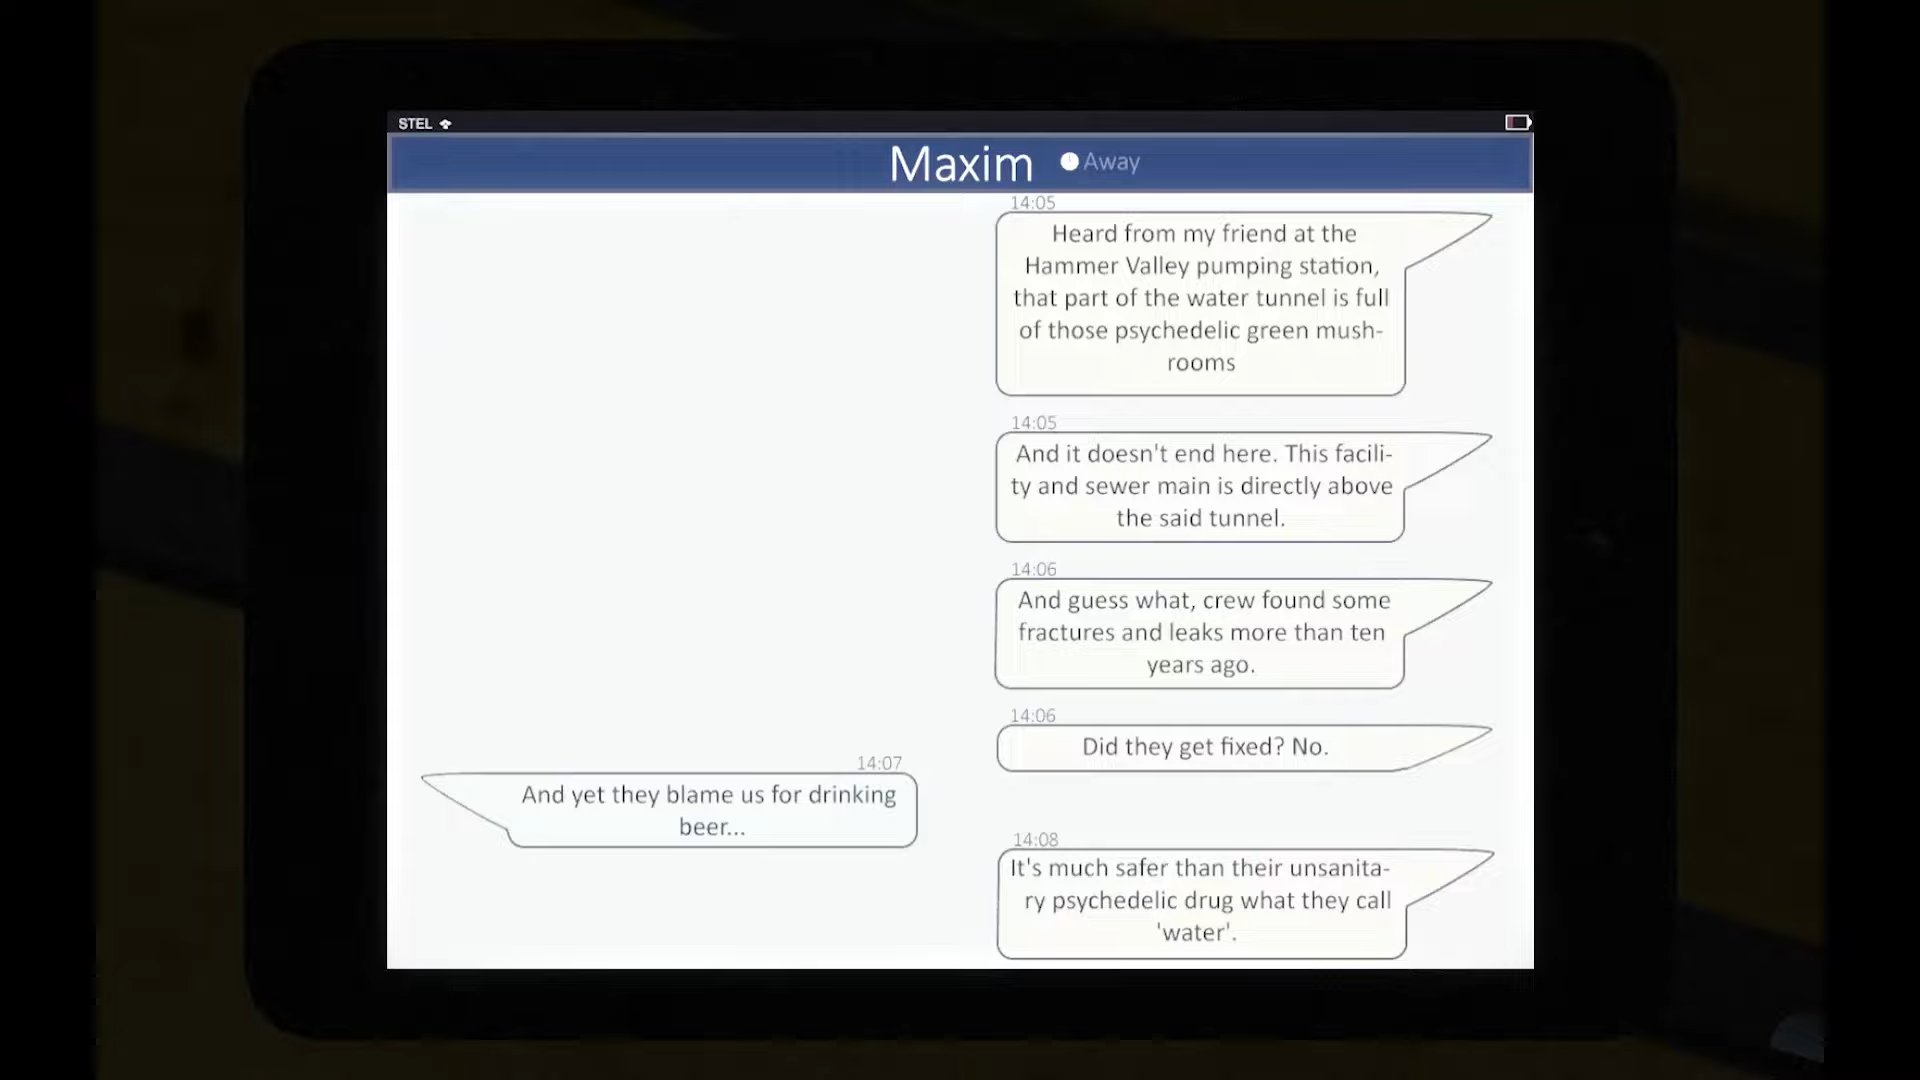 STEL
Maxim
Away
14:05
Heard from my friend at the
Hammer Valley pumping station,
that part of the water tunnel is full
of those psychedelic green mush-
rooms
14:05
And it doesn't end here. This facili-
ty and sewer main is directly above
the said tunnel.
14:06
And guess what, crew found some
fractures and leaks more than ten
years ago.
14:06
Did they get fixed? No.
14:07
And yet they blame us for drinking
beer...
14:08
It's much safer than their unsanita-
ry psychedelic drug what they call
'water'.